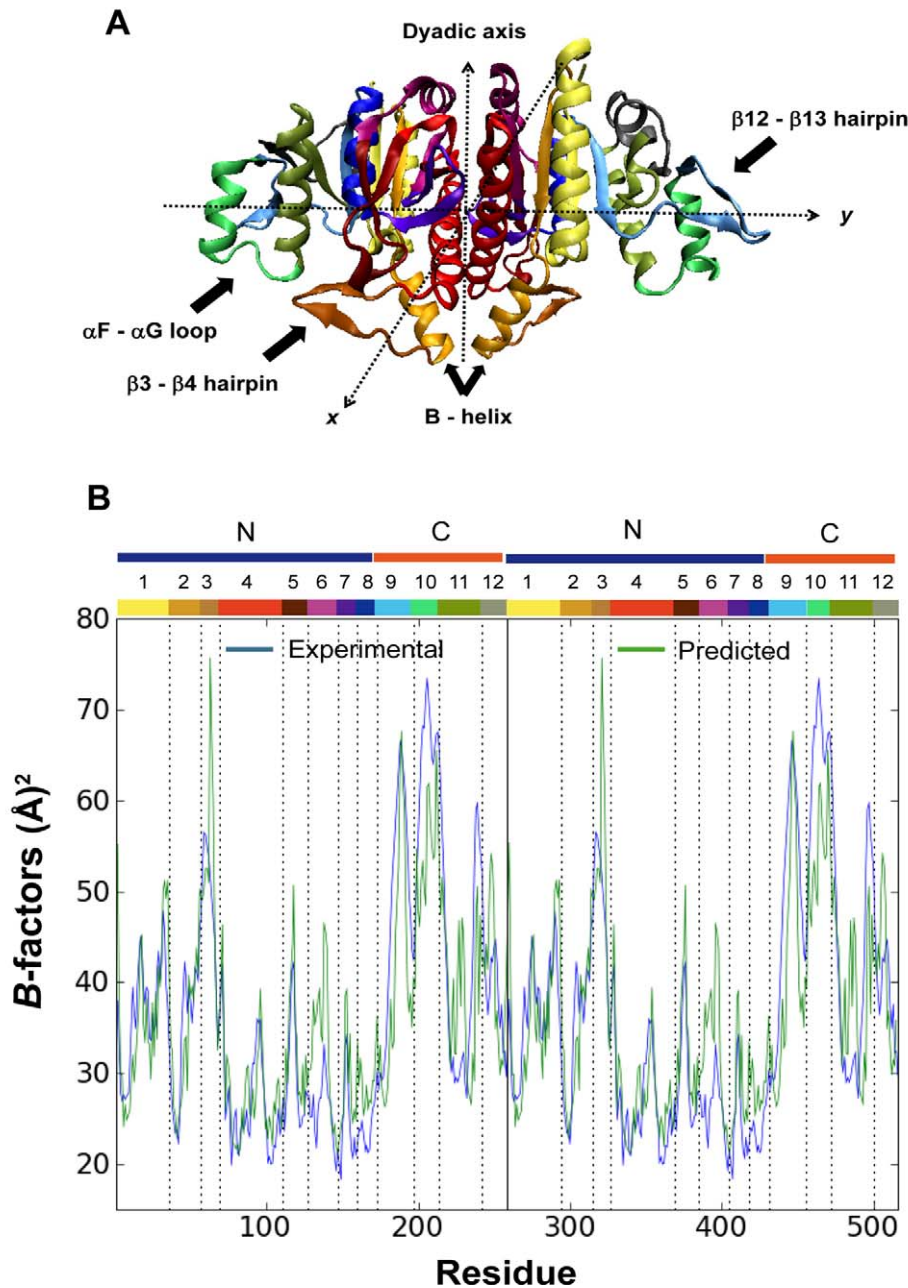 A
Dyadic axis
β12 - β13 hairpin
y
αF - αG loop
β3 - β4 hairpin
x
B - helix
B
N C N C
1 2 3 4 5 6 7 8 9 10 11 12 1 2 3 4 5 6 7 8 9 10 11 12
80
Experimental Predicted
70
60
50
40
30
20
B-factors (Å)²
100 200 300 400 500
Residue